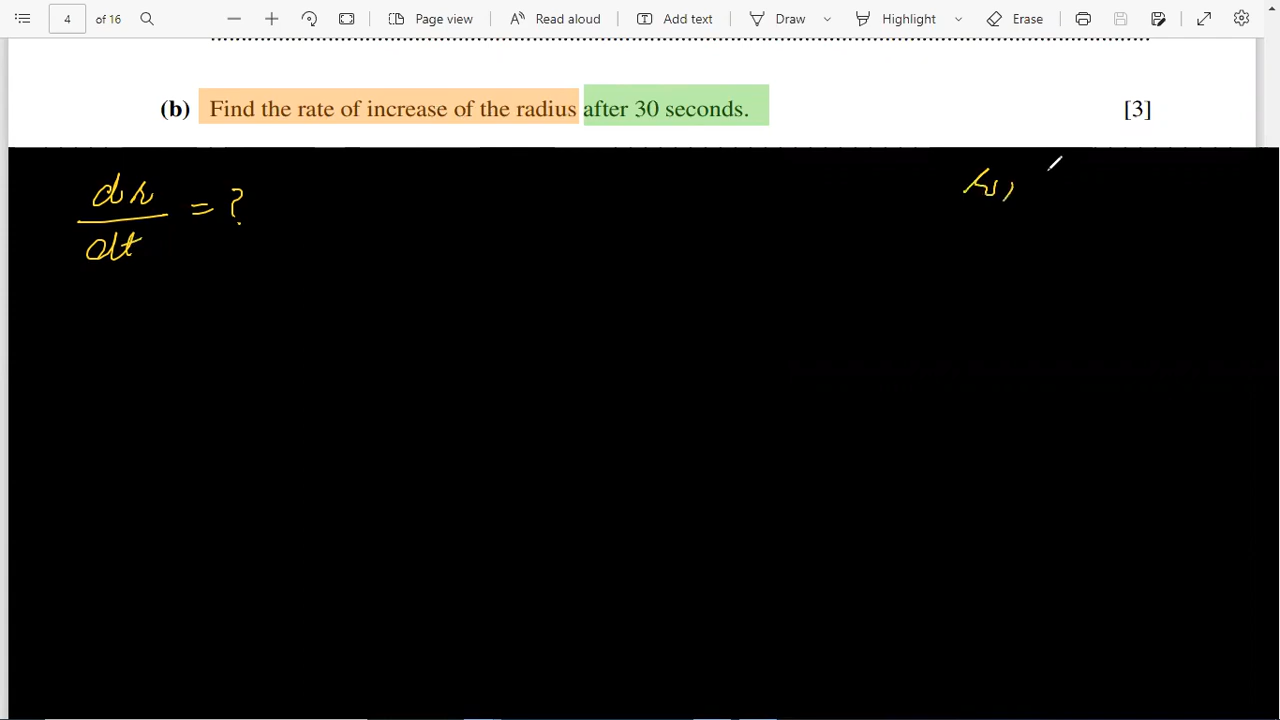 4 of 16 Page view Read aloud Add text Draw Highlight Erase
(b) Find the rate of increase of the radius after 30 seconds. [3]
dr
dt
= ?